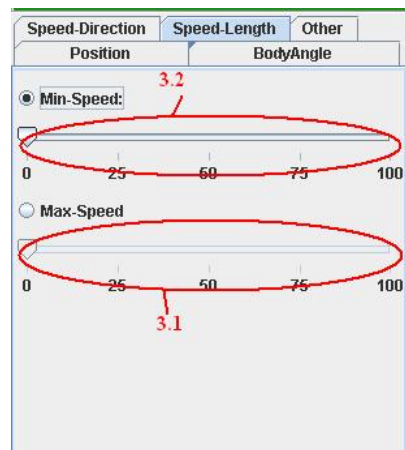 Speed-Direction Speed-Length Other
Position BodyAngle
3.2
Min-Speed:
0 25 50 75 100
Max-Speed
0 25 50 75 100
3.1